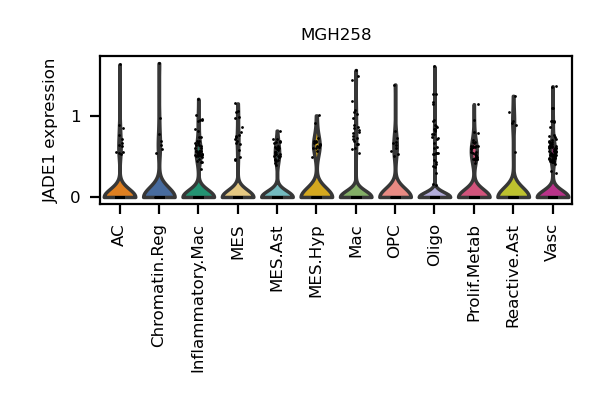 MGH258
JADE1 expression
1
0
AC
Chromatin.Reg
Inflammatory.Mac
MES
MES.Ast
MES.Hyp
Mac
OPC
Oligo
Prolif.Metab
Reactive.Ast
Vasc